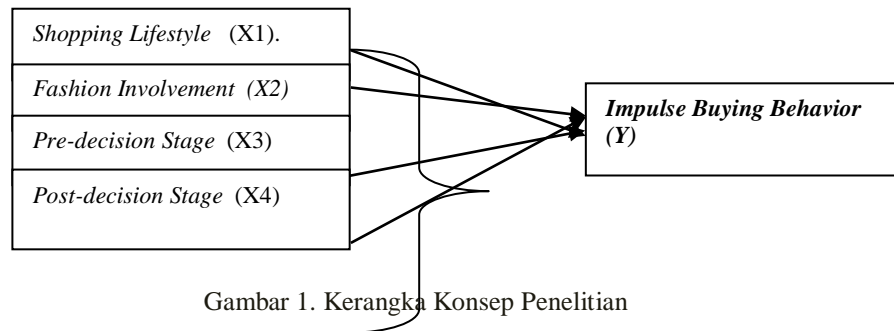 Shopping Lifestyle (X1).
Fashion Involvement (X2)
Pre-decision Stage (X3)
Post-decision Stage (X4)
Impulse Buying Behavior
(Y)
Gambar 1. Kerangka Konsep Penelitian